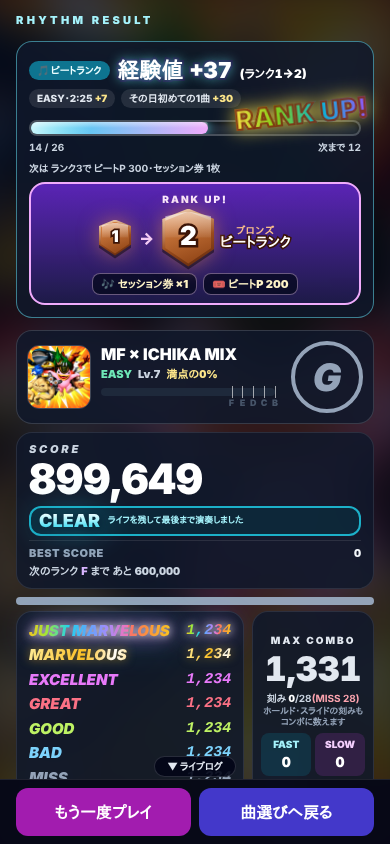 RHYTHM RESULT
🎵ビートランク 経験値 +37 (ランク1→2)
EASY・2:25 +7 その日初めての1曲 +30
RANK UP!
14 / 26 次まで 12
次は ランク3で ビートP 300・セッション券 1枚
RANK UP!
1 → 2 ブロンズ
ビートランク
🎶 セッション券 ×1 🎟️ ビートP 200
MF × ICHIKA MIX
EASY Lv.7 満点の0%
F E D C B
G
SCORE
899,649
CLEAR ライフを残して最後まで演奏しました
BEST SCORE 0
次のランク F まで あと 600,000
JUST MARVELOUS 1,234
MARVELOUS 1,234
EXCELLENT 1,234
GREAT 1,234
GOOD 1,234
BAD 1,234
MISS
MAX COMBO
1,331
刻み 0/28(MISS 28)
ホールド・スライドの刻みも
コンボに数えます
FAST
0
SLOW
0
▼ ライブログ
もう一度プレイ
曲選びへ戻る